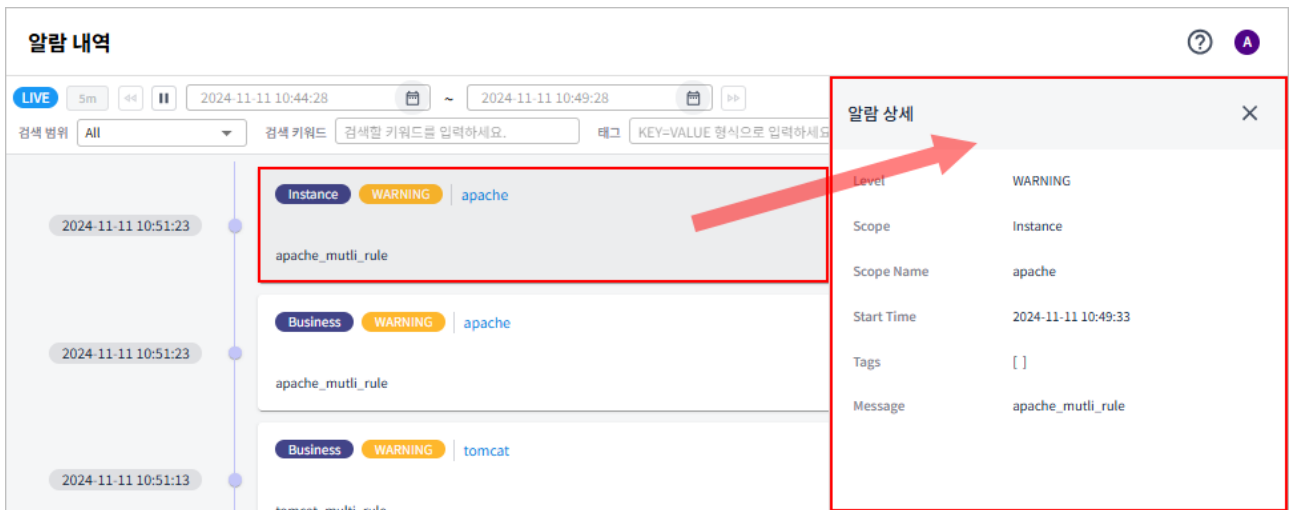 알람 내역
A
LIVE 5m 2024-11-11 10:44:28 ~ 2024-11-11 10:49:28
검색 범위 All 검색 키워드 검색할 키워드를 입력하세요. 태그 KEY=VALUE 형식으로 입력하세요
2024-11-11 10:51:23
Instance WARNING apache
apache_mutli_rule
2024-11-11 10:51:23
Business WARNING apache
apache_mutli_rule
2024-11-11 10:51:13
Business WARNING tomcat
tomcat_multi_rule
알람 상세
Level WARNING
Scope Instance
Scope Name apache
Start Time 2024-11-11 10:49:33
Tags [ ]
Message apache_mutli_rule